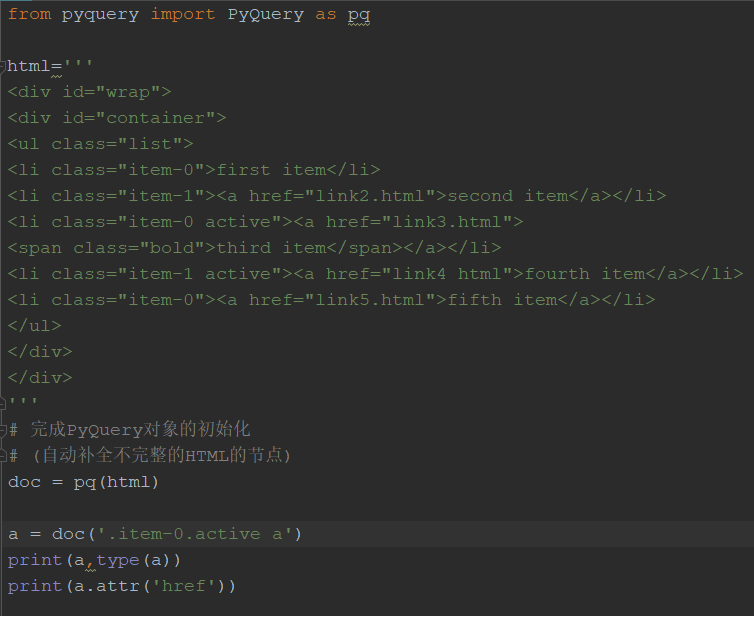 from pyquery import PyQuery as pq
html='''
<div id="wrap">
<div id="container">
<ul class="list">
<li class="item-0">first item</li>
<li class="item-1"><a href="link2.html">second item</a></li>
<li class="item-0 active"><a href="link3.html">
<span class="bold">third item</span></a></li>
<li class="item-1 active"><a href="link4 html">fourth item</a></li>
<li class="item-0"><a href="link5.html">fifth item</a></li>
</ul>
</div>
</div>
'''
# 完成PyQuery对象的初始化
# (自动补全不完整的HTML的节点)
doc = pq(html)
a = doc('.item-0.active a')
print(a,type(a))
print(a.attr('href'))